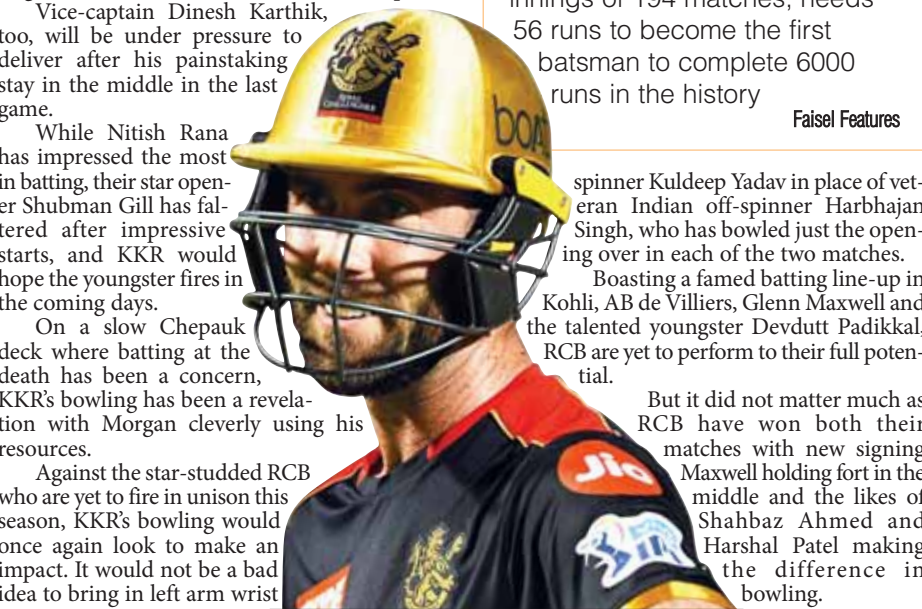 Vice-captain Dinesh Karthik,
too, will be under pressure to
deliver after his painstaking
stay in the middle in the last
game.
While Nitish Rana
has impressed the most
in batting, their star open-
er Shubman Gill has fal-
tered after impressive
starts, and KKR would
hope the youngster fires in
the coming days.
On a slow Chepauk
deck where batting at the
death has been a concern,
KKR's bowling has been a revela-
tion with Morgan cleverly using his
resources.
Against the star-studded RCB
who are yet to fire in unison this
season, KKR's bowling would
once again look to make an
impact. It would not be a bad
idea to bring in left arm wrist
innings of 194 matches, needs
56 runs to become the first
batsman to complete 6000
runs in the history
Faisel Features
spinner Kuldeep Yadav in place of vet-
eran Indian off-spinner Harbhajan
Singh, who has bowled just the open-
ing over in each of the two matches.
Boasting a famed batting line-up in
Kohli, AB de Villiers, Glenn Maxwell and
the talented youngster Devdutt Padikkal,
RCB are yet to perform to their full poten-
tial.
But it did not matter much as
RCB have won both their
matches with new signing
Maxwell holding fort in the
middle and the likes of
Shahbaz Ahmed and
Harshal Patel making
the difference in
bowling.
boA
Jio